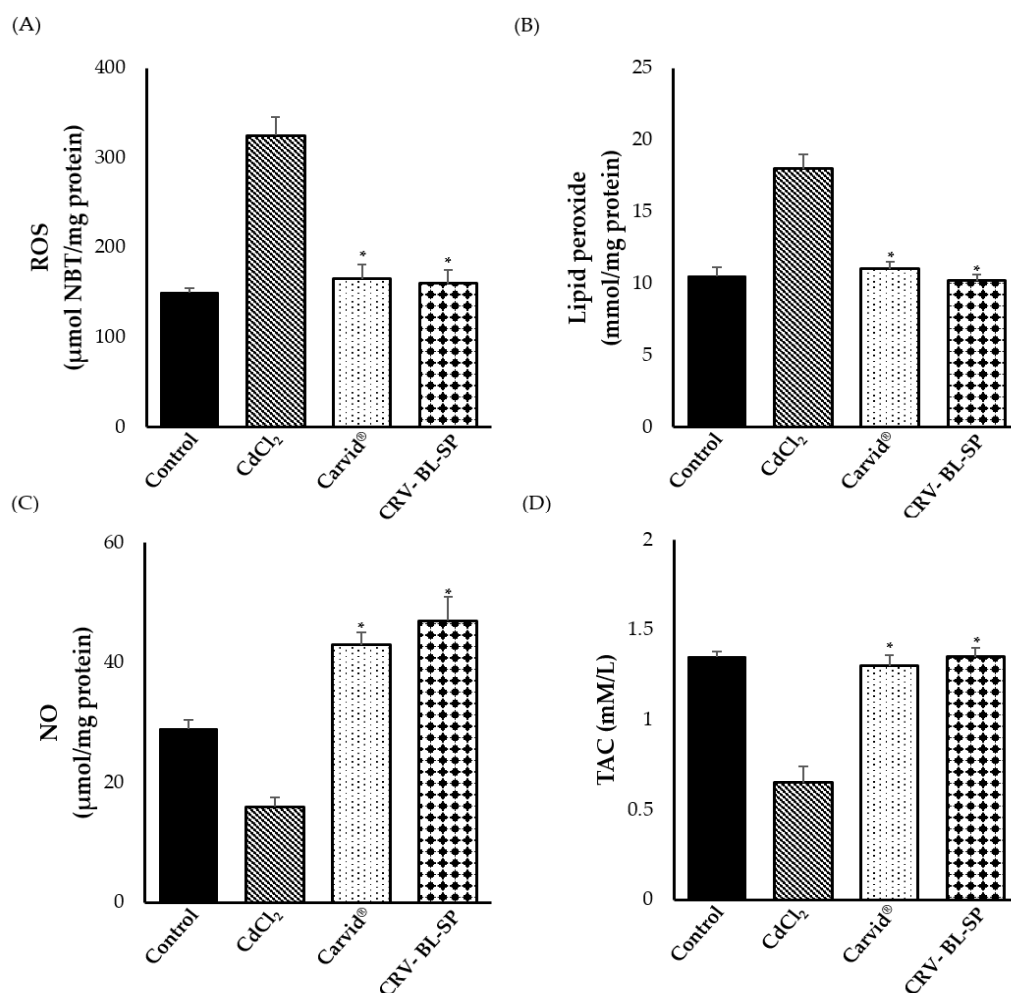 (A)
400
300
200
100
0
ROS
(µmol NBT/mg protein)
*
*
Control
CdCl₂
Carvid®
CRV- BL-SP
(B)
25
20
15
10
5
0
Lipid peroxide
(mmol/mg protein)
*
*
Control
CdCl₂
Carvid®
CRV- BL-SP
(C)
60
40
20
0
NO
(µmol/mg protein)
*
*
Control
CdCl₂
Carvid®
CRV- BL-SP
(D)
2
1.5
1
0.5
0
TAC (mM/L)
*
*
Control
CdCl₂
Carvid®
CRV- BL-SP